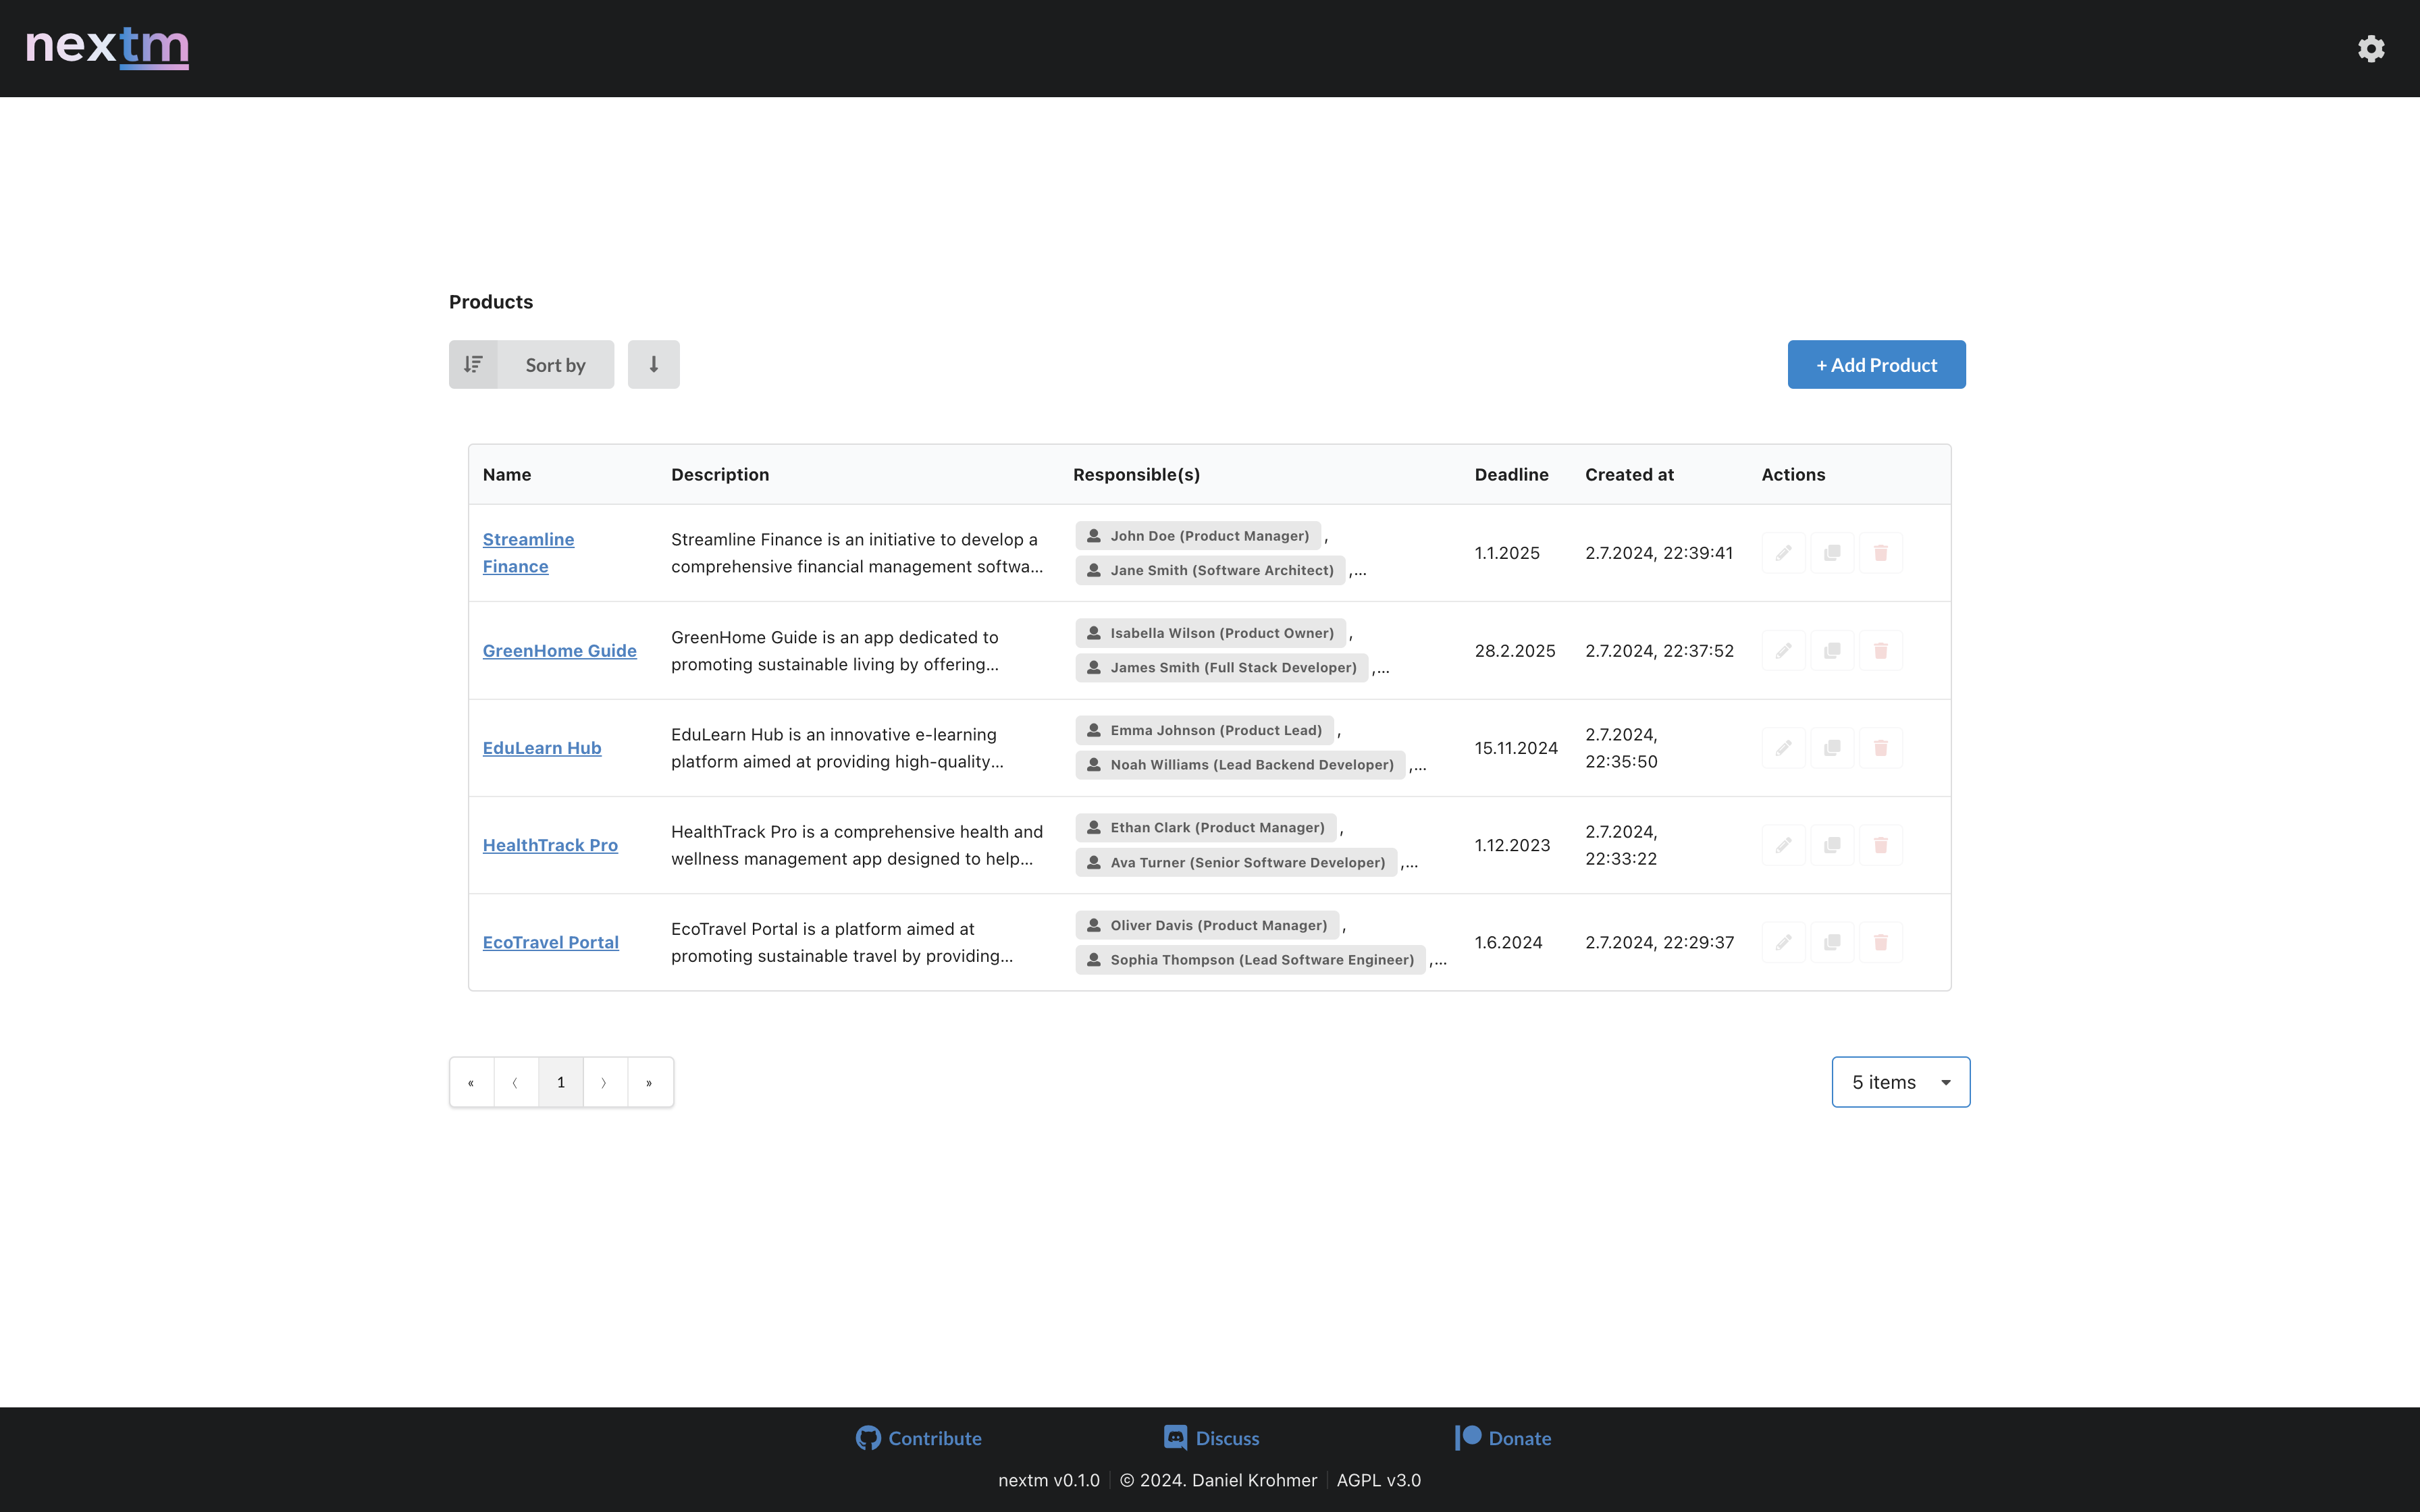 nextm
Products
Sort by
+ Add Product
Name Description Responsible(s) Deadline Created at Actions
Streamline Finance is an initiative to develop a
Streamline
Finance
comprehensive financial management softwa...
John Doe (Product Manager) ,
Jane Smith (Software Architect) ,...
1.1.2025
2.7.2024, 22:39:41
GreenHome Guide
GreenHome Guide is an app dedicated to
promoting sustainable living by offering...
Isabella Wilson (Product Owner) ,
James Smith (Full Stack Developer) ,...
28.2.2025
2.7.2024, 22:37:52
EduLearn Hub
EduLearn Hub is an innovative e-learning
platform aimed at providing high-quality...
Emma Johnson (Product Lead) ,
Noah Williams (Lead Backend Developer) ,...
15.11.2024
2.7.2024,
22:35:50
HealthTrack Pro
HealthTrack Pro is a comprehensive health and
wellness management app designed to help...
Ethan Clark (Product Manager) ,
Ava Turner (Senior Software Developer) ,...
1.12.2023
2.7.2024,
22:33:22
EcoTravel Portal
EcoTravel Portal is a platform aimed at
promoting sustainable travel by providing...
Oliver Davis (Product Manager) ,
Sophia Thompson (Lead Software Engineer) ,...
1.6.2024
2.7.2024, 22:29:37
« ‹ 1 › »
5 items
Contribute Discuss Donate
nextm v0.1.0 © 2024. Daniel Krohmer AGPL v3.0